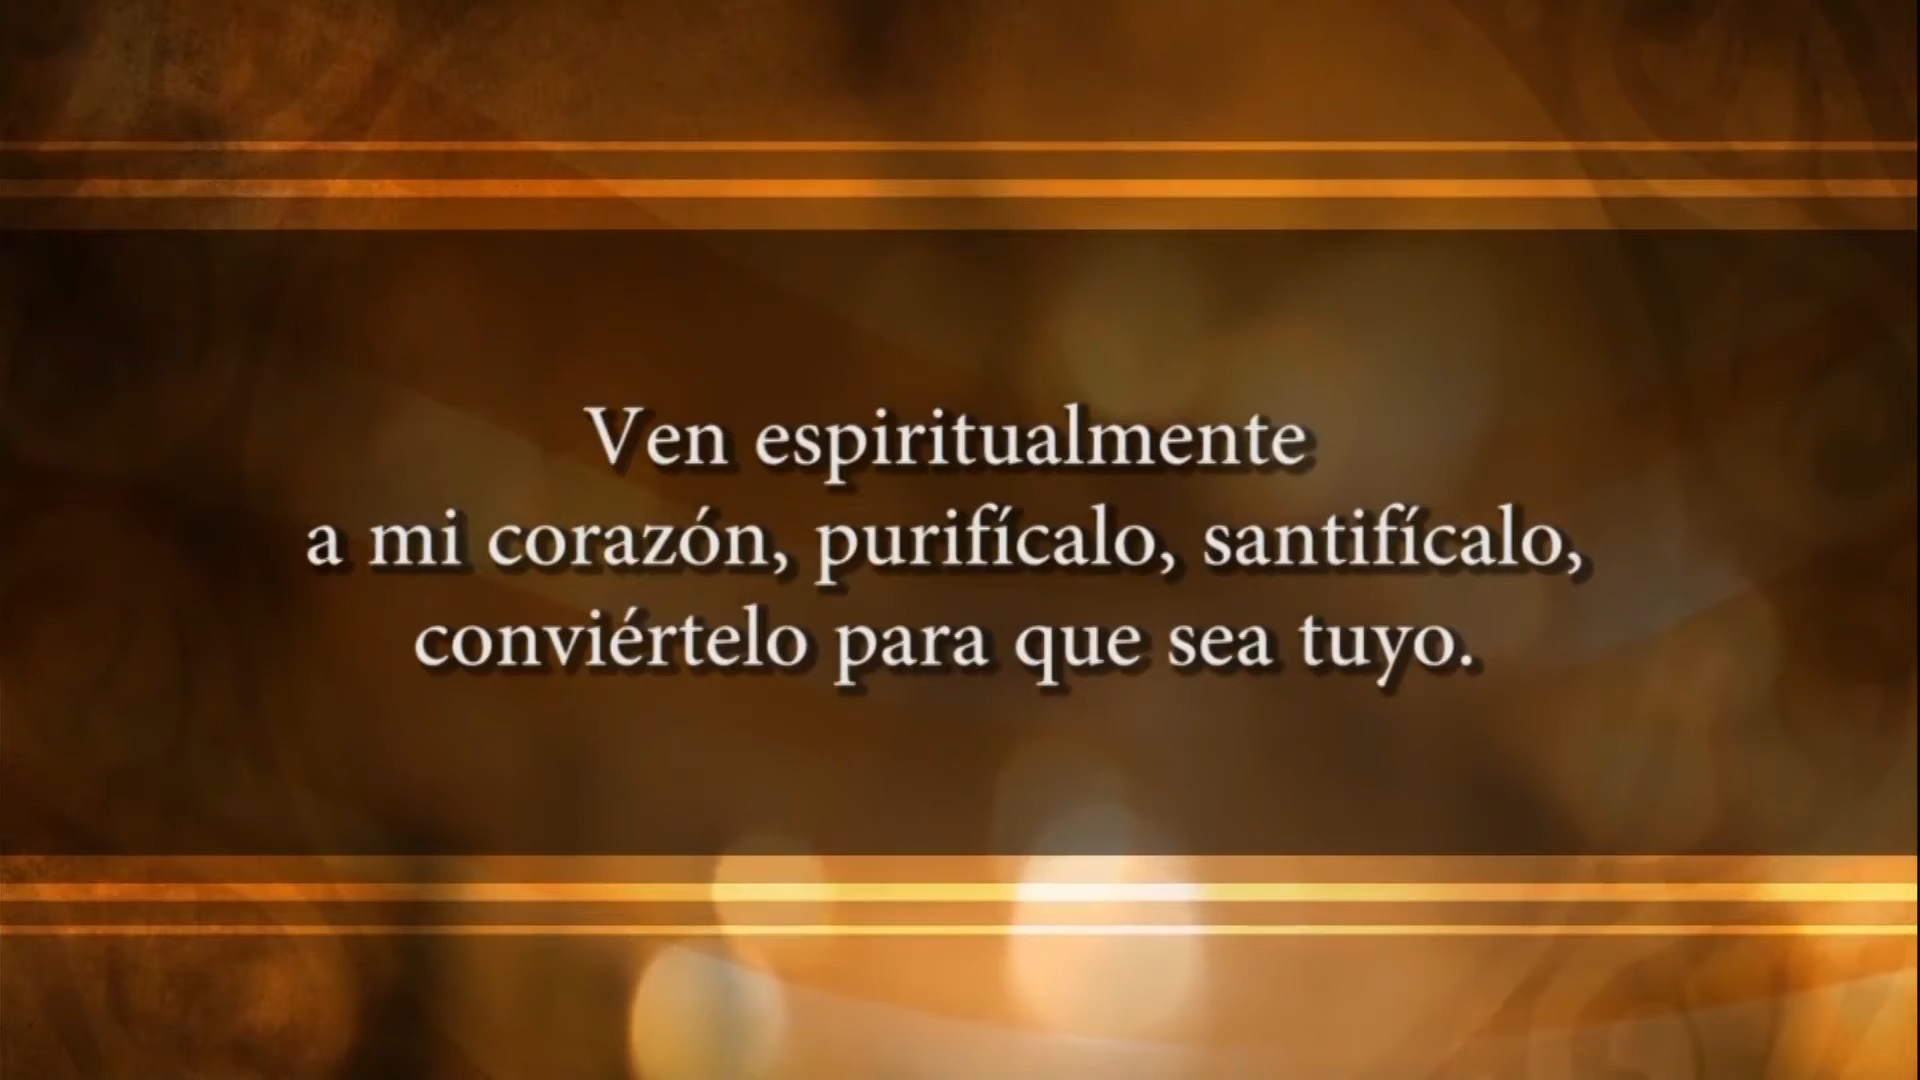 Ven espiritualmente
a mi corazón, purifícalo, santifícalo,
conviértelo para que sea tuyo.